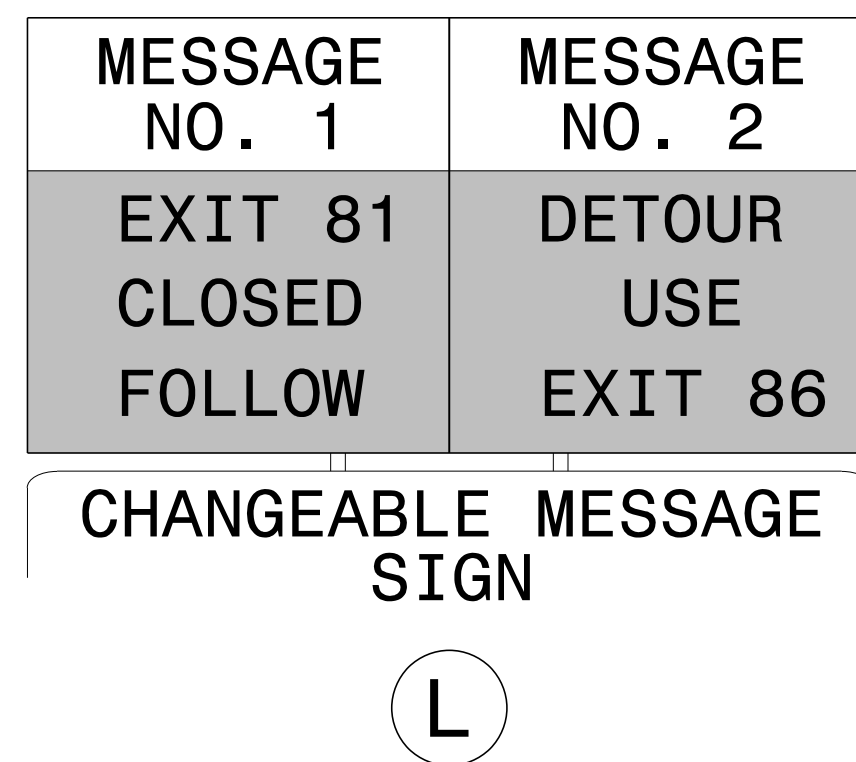 MESSAGE
NO. 1
EXIT 81
CLOSED
FOLLOW
MESSAGE
NO. 2
DETOUR
USE
EXIT 86
CHANGEABLE MESSAGE
SIGN
L